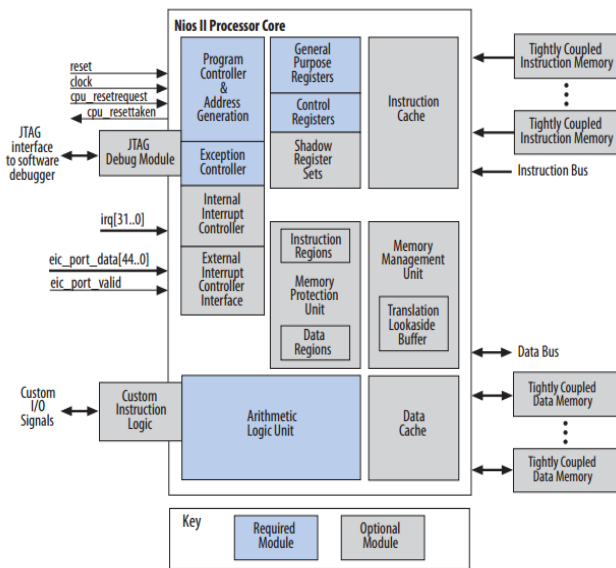 Nios II Processor Core
reset
clock
cpu_resetrequest
cpu_resettaken
JTAG
interface
to software
debugger
JTAG
Debug Module
irq[31..0]
eic_port_data[44..0]
eic_port_valid
Custom
I/O
Signals
Custom
Instruction
Logic
Program
Controller
&
Address
Generation
Exception
Controller
Internal
Interrupt
Controller
External
Interrupt
Controller
Interface
General
Purpose
Registers
Control
Registers
Shadow
Register
Sets
Instruction
Cache
Instruction
Regions
Memory
Protection
Unit
Data
Regions
Memory
Management
Unit
Translation
Lookaside
Buffer
Arithmetic
Logic Unit
Data
Cache
Tightly Coupled
Instruction Memory
Tightly Coupled
Instruction Memory
Instruction Bus
Data Bus
Tightly Coupled
Data Memory
Tightly Coupled
Data Memory
Key
Required
Module
Optional
Module